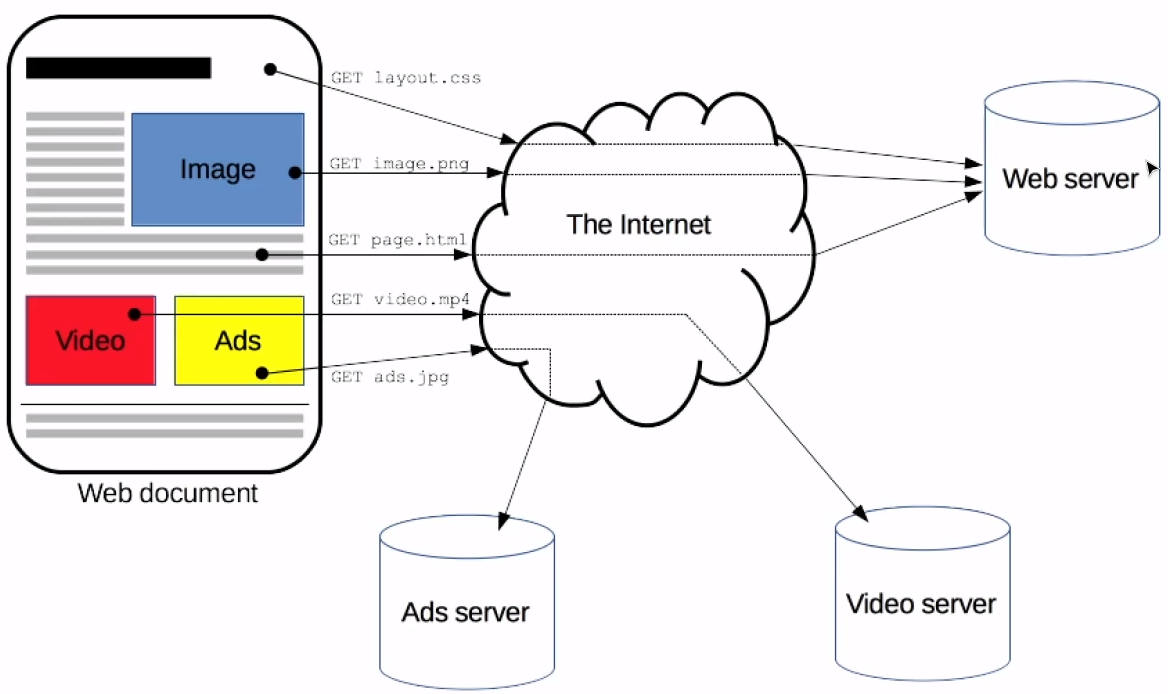 GET layout.css
Image
GET image.png
Web server
The Internet
GET page.html
GET video.mp4
Video
Ads
GET ads.jpg
Web document
Ads server
Video server